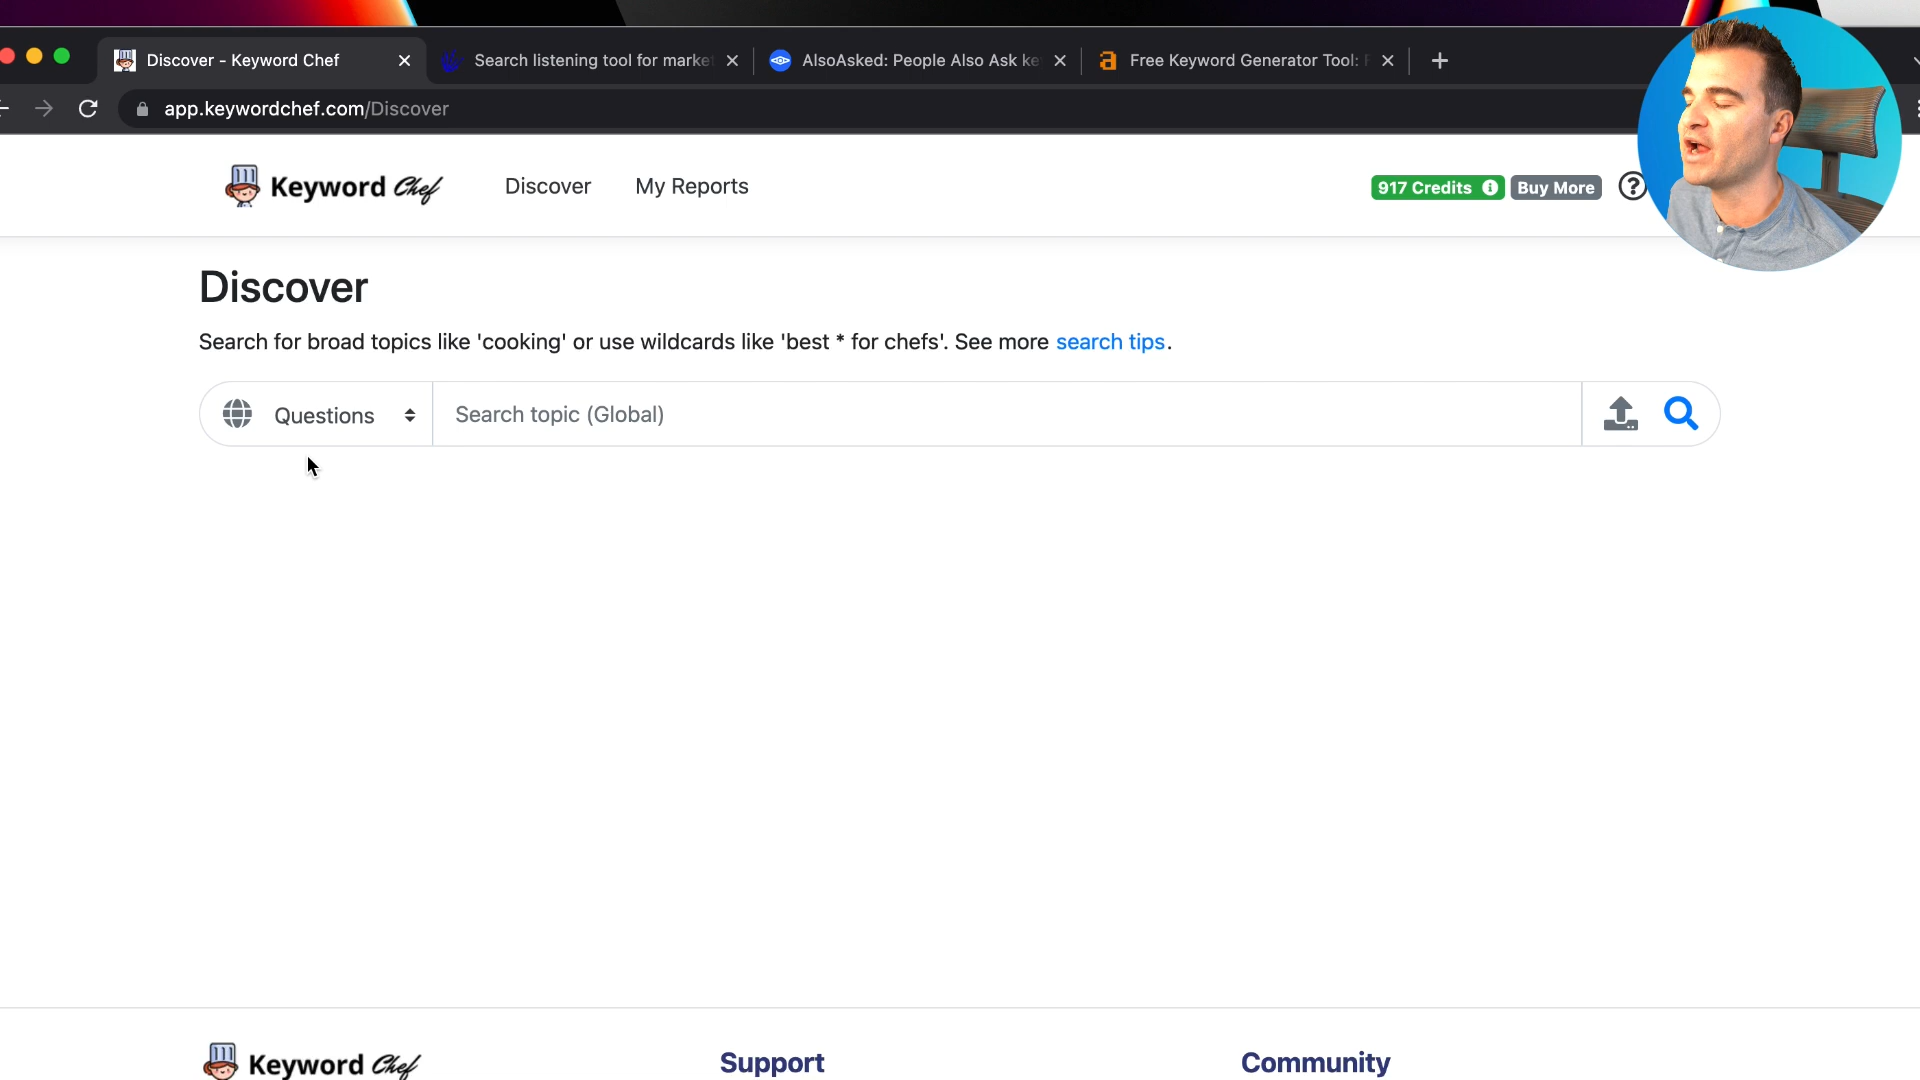 Discover - Keyword Chef
Search listening tool for marke
AlsoAsked: People Also Ask ke
Free Keyword Generator Tool:
app.keywordchef.com/Discover
Keyword Chef
Discover
My Reports
917 Credits
Buy More
Discover
Search for broad topics like 'cooking' or use wildcards like 'best * for chefs'. See more search tips.
Questions
Search topic (Global)
Keyword Chef
Support
Community